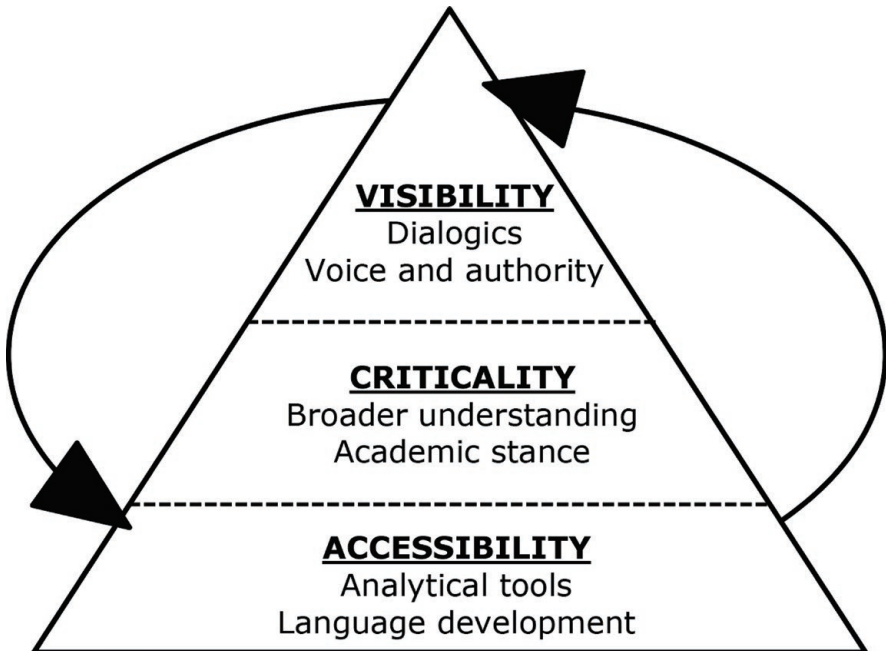 VISIBILITY
Dialogics
Voice and authority
CRITICALITY
Broader understanding
Academic stance
ACCESSIBILITY
Analytical tools
Language development